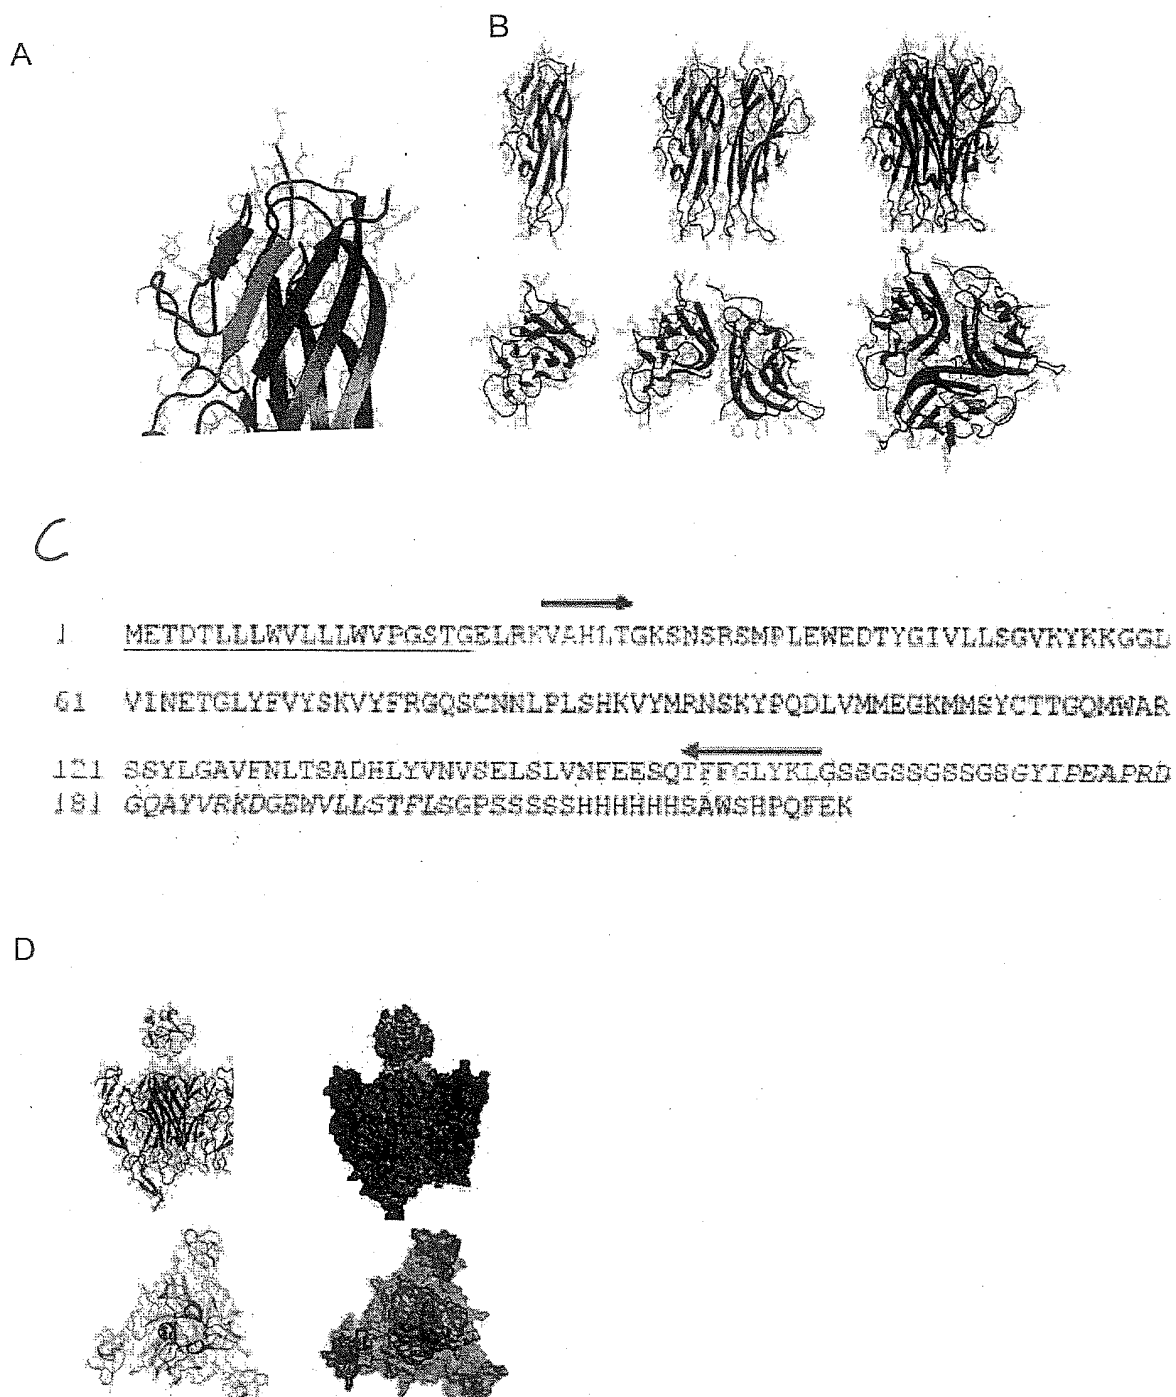 A
B
C
1 METDTLLLWVLLLWVPGSTGELRKVAHLTGKSNSRSMPLEWEDTYGIVLLSGVKYKKGGL
61 VINETGLYFVYSKVYFRGQSCNNLPLSHKVYMRNSKYPQDLVMMEGKMMSYCTTGQMWAR
121 SSYLGAVFNLTSADHLYVNVSELSLVNFEESQTFFGLYKLGSSGSSGSSGSGYIPEAPRD
181 GQAYVRKDGEWVLLSTFLSGPSSSSSHHHHHHSAWSHPQFEK
D